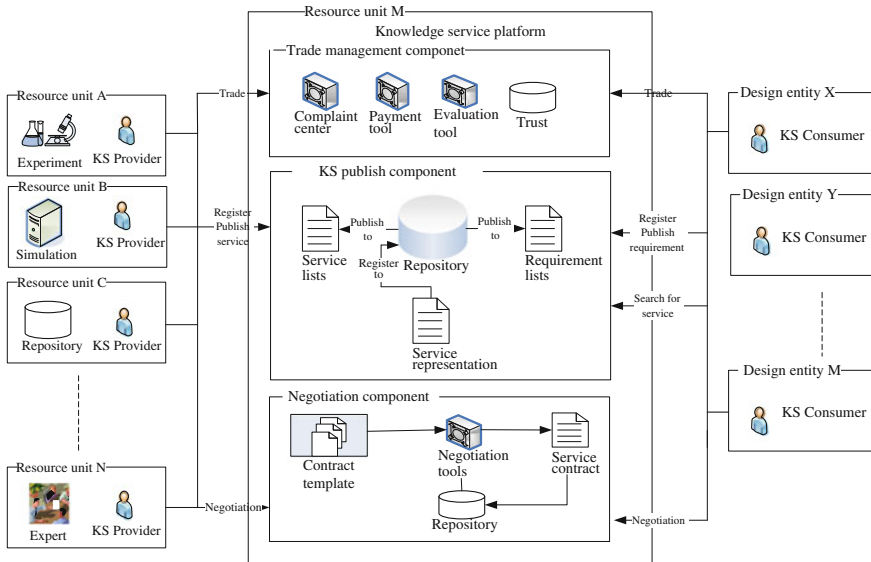 Resource unit M
Knowledge service platform
Trade management componet
Complaint
center
Payment
tool
Evaluation
tool
Trust
Resource unit A
Experiment
KS Provider
Resource unit B
Simulation
KS Provider
Resource unit C
Repository
KS Provider
Resource unit N
Expert
KS Provider
Trade
Register
Publish
service
Negotiation
KS publish component
Service
lists
Publish
to
Repository
Publish
to
Requirement
lists
Register
to
Service
representation
Negotiation component
Contract
template
Negotiation
tools
Service
contract
Repository
Trade
Register
Publish
requirement
Search for
service
Negotiation
Design entity X
KS Consumer
Design entity Y
KS Consumer
Design entity M
KS Consumer